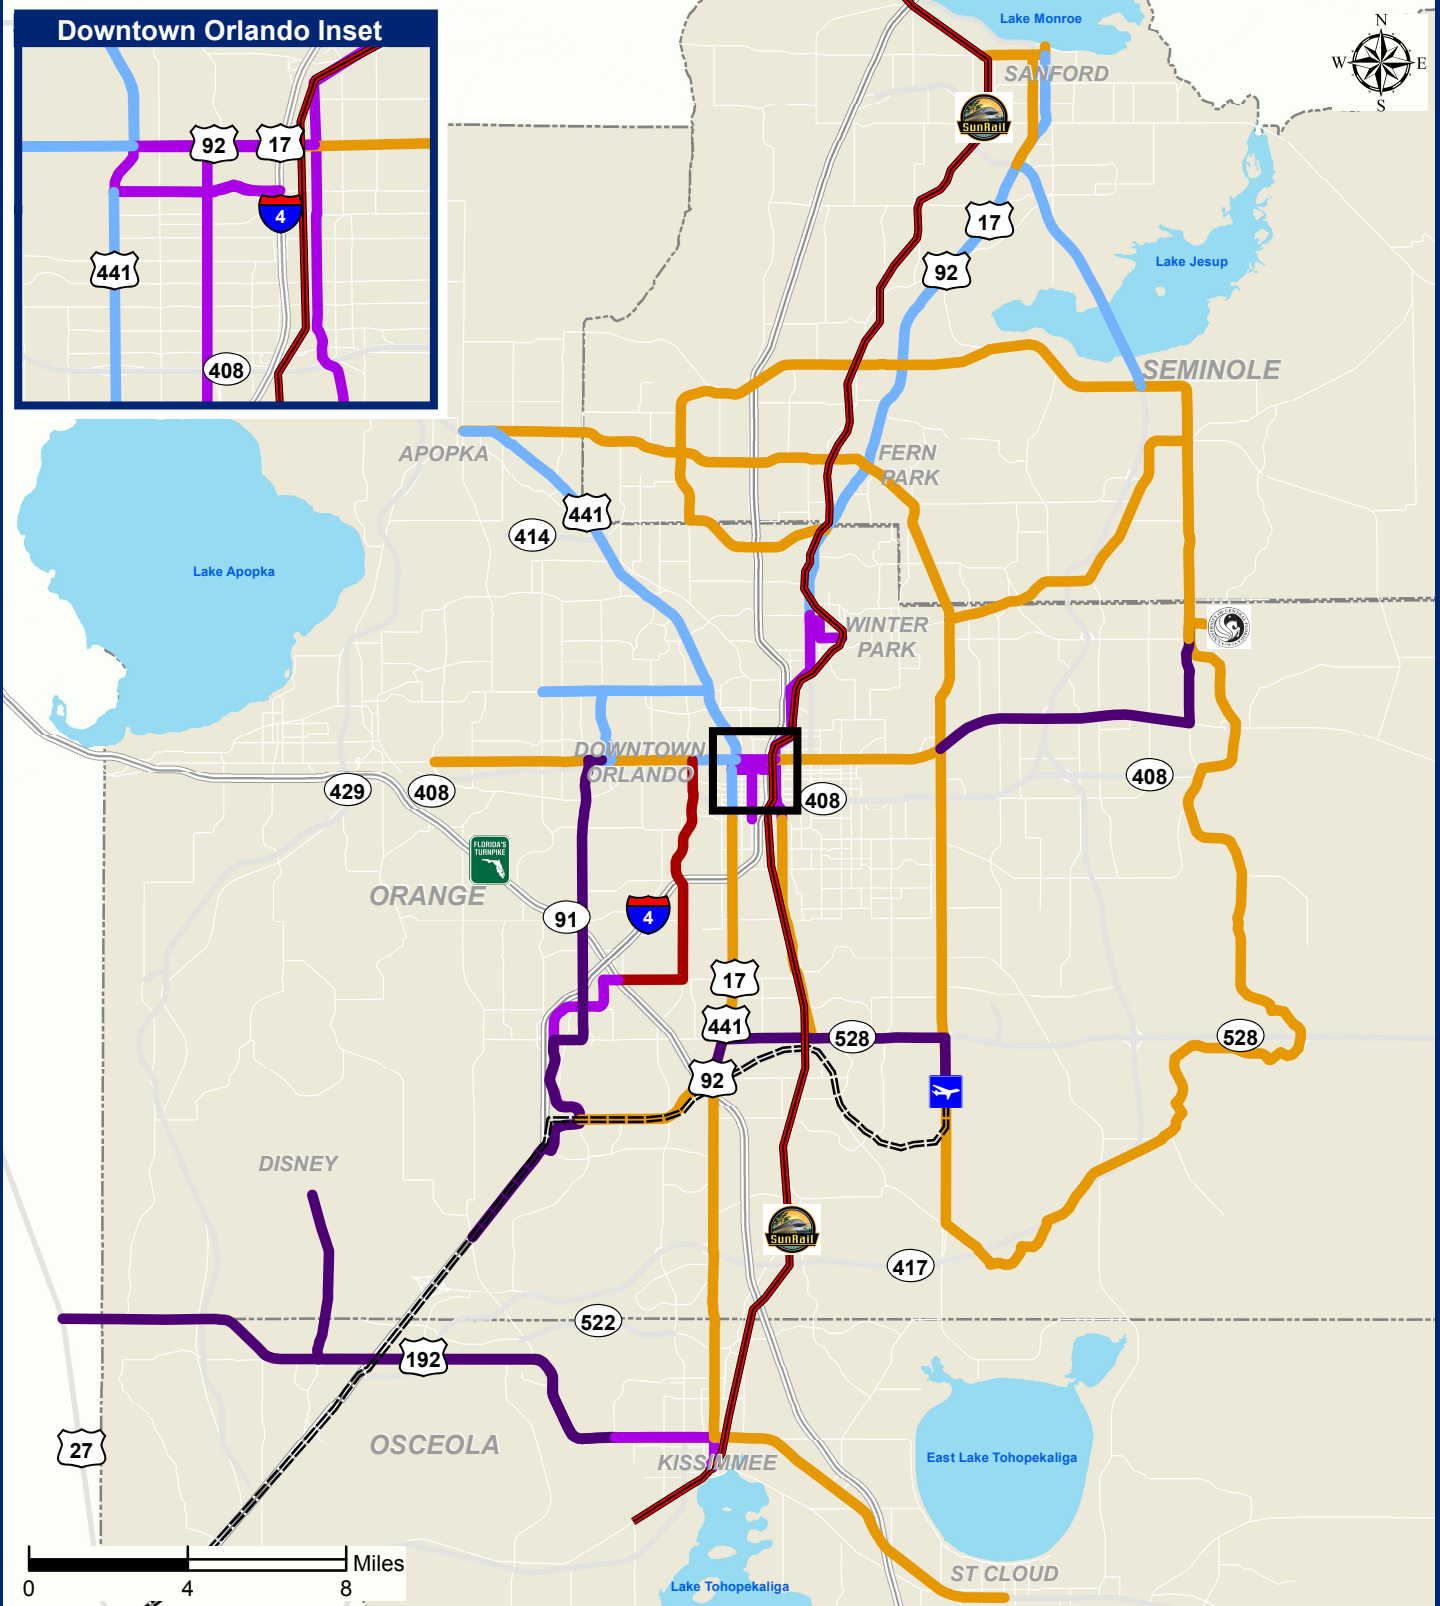 Downtown Orlando Inset
92
17
4
441
408
Lake Monroe
SANFORD
N
W
E
S
SunRail
17
92
Lake Jesup
SEMINOLE
APOPKA
FERN
PARK
441
414
Lake Apopka
WINTER
PARK
DOWNTOWN
ORLANDO
429
408
408
408
FLORIDA'S
TURNPIKE
ORANGE
91
4
17
441
528
528
92
DISNEY
SunRail
417
522
192
27
OSCEOLA
KISSIMMEE
East Lake Tohopekaliga
ST CLOUD
Lake Tohopekaliga
Miles
0
4
8